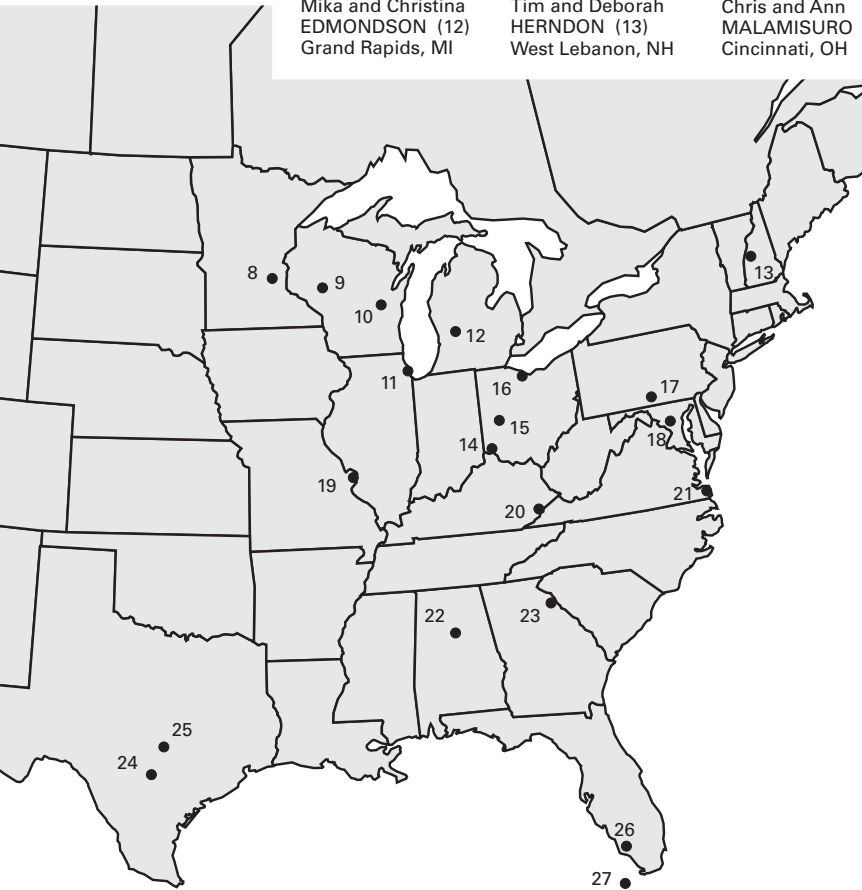 Mika and Christina
EDMONDSON (12)
Grand Rapids, MI
Tim and Deborah
HERNDON (13)
West Lebanon, NH
Chris and Ann
MALAMISURO
Cincinnati, OH
8
9
10
12
13
11
16
17
15
14
18
19
20
21
22
23
25
24
26
27